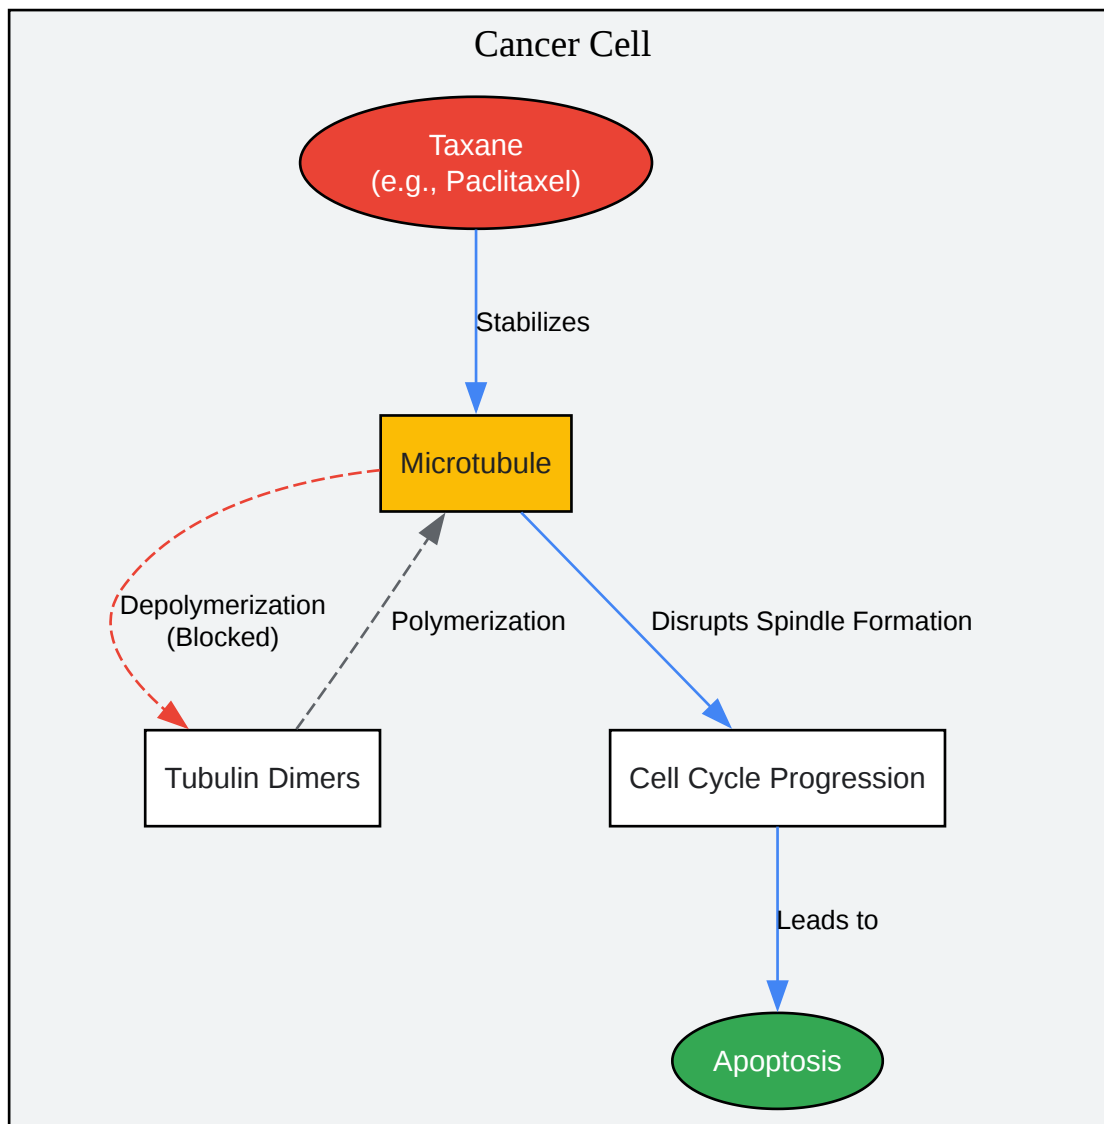 Cancer Cell
Taxane
(e.g., Paclitaxel)
Stabilizes
Microtubule
Depolymerization
(Blocked)
Polymerization
Disrupts Spindle Formation
Tubulin Dimers
Cell Cycle Progression
Leads to
Apoptosis